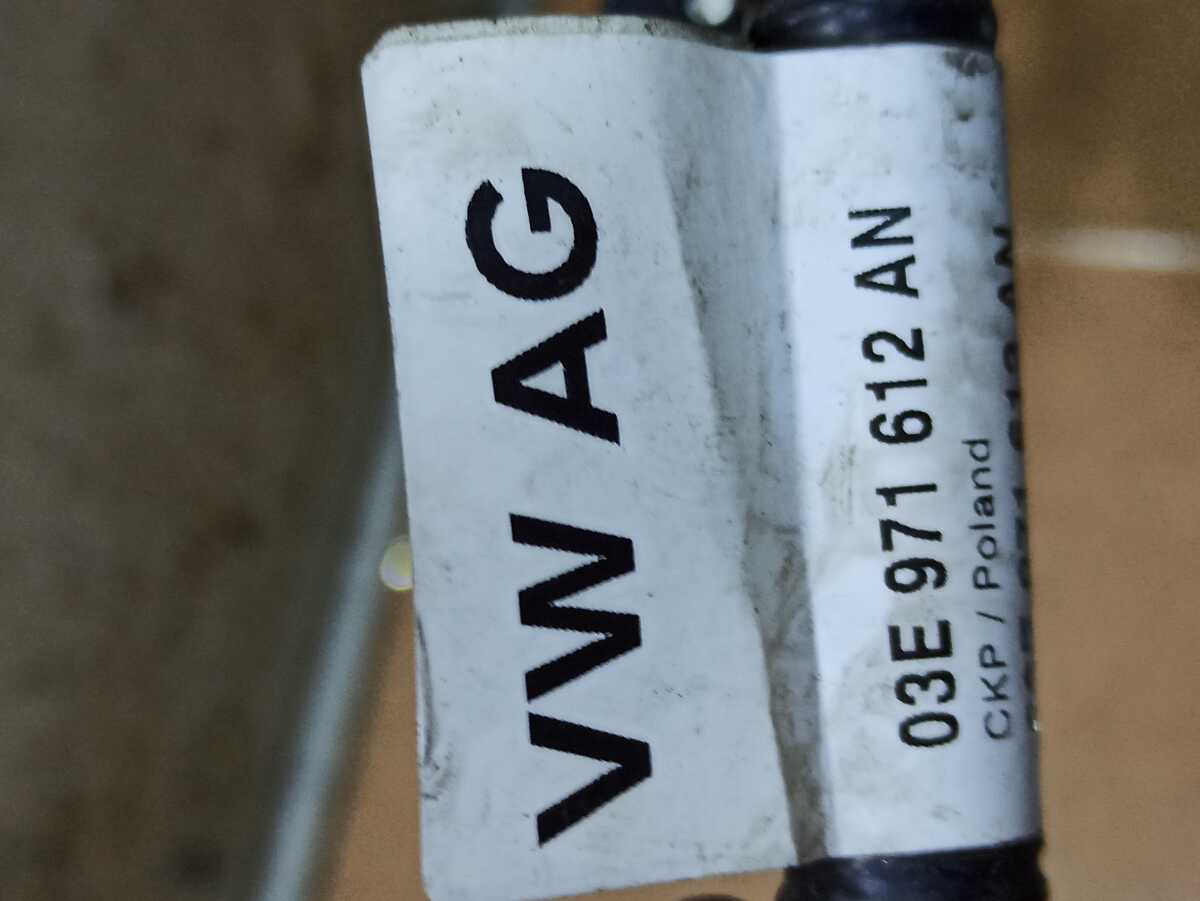 VW AG
03E 971 612 AN
CKP / Poland